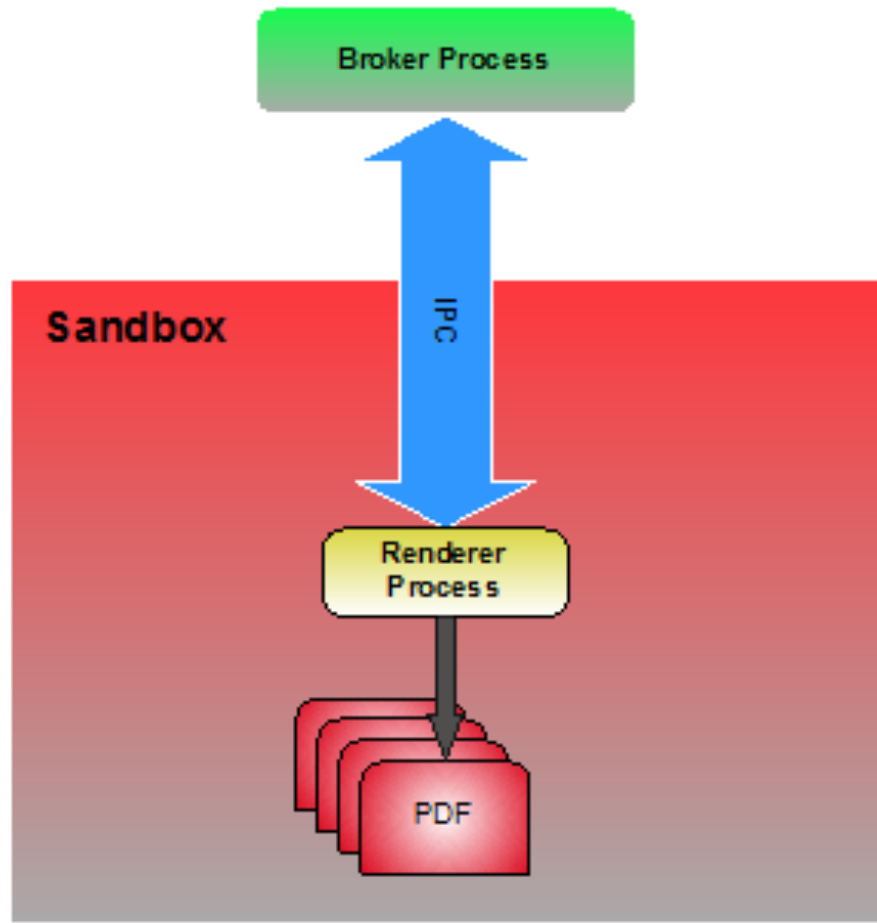 Broker Process
IPC
Sandbox
Renderer
Process
PDF